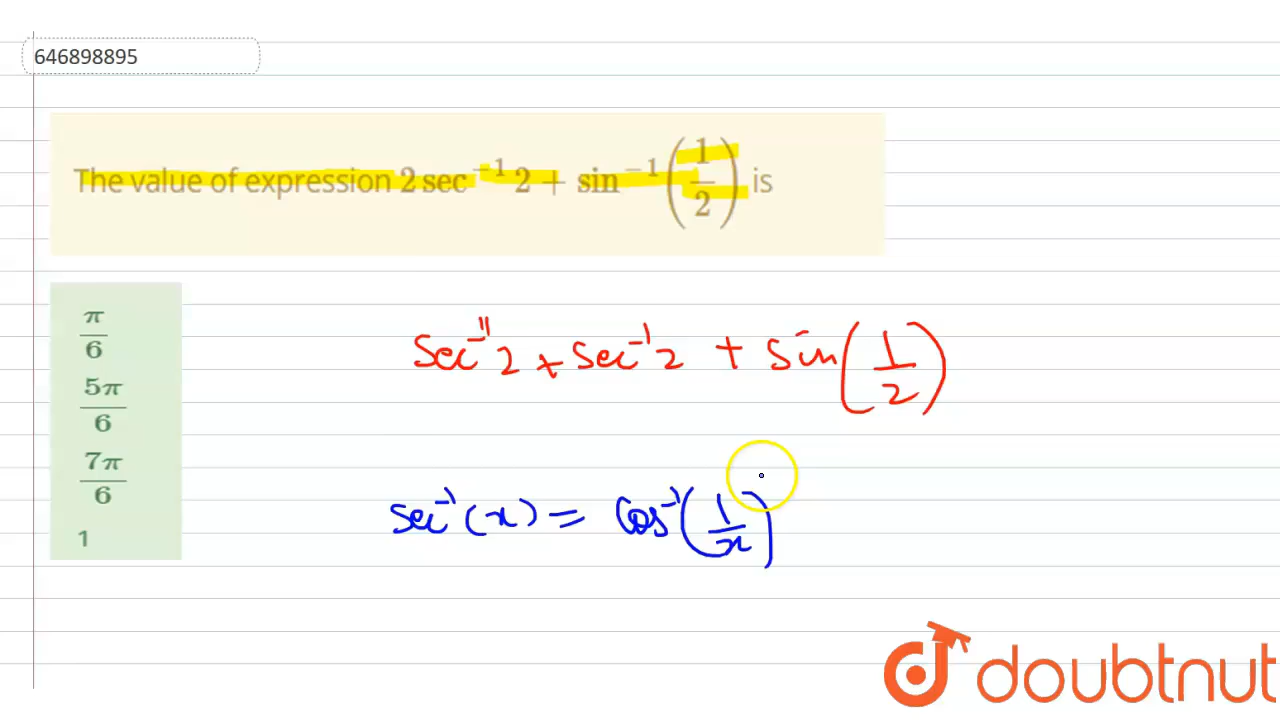 646898895
The value of expression 2 sec⁻¹ 2 + sin⁻¹ (1/2) is
π/6
5π/6
7π/6
1
sec⁻¹ 2 + sec⁻¹ 2 + sin (1/2)
sec⁻¹ (x) = cos⁻¹ (1/x)
doubtnut